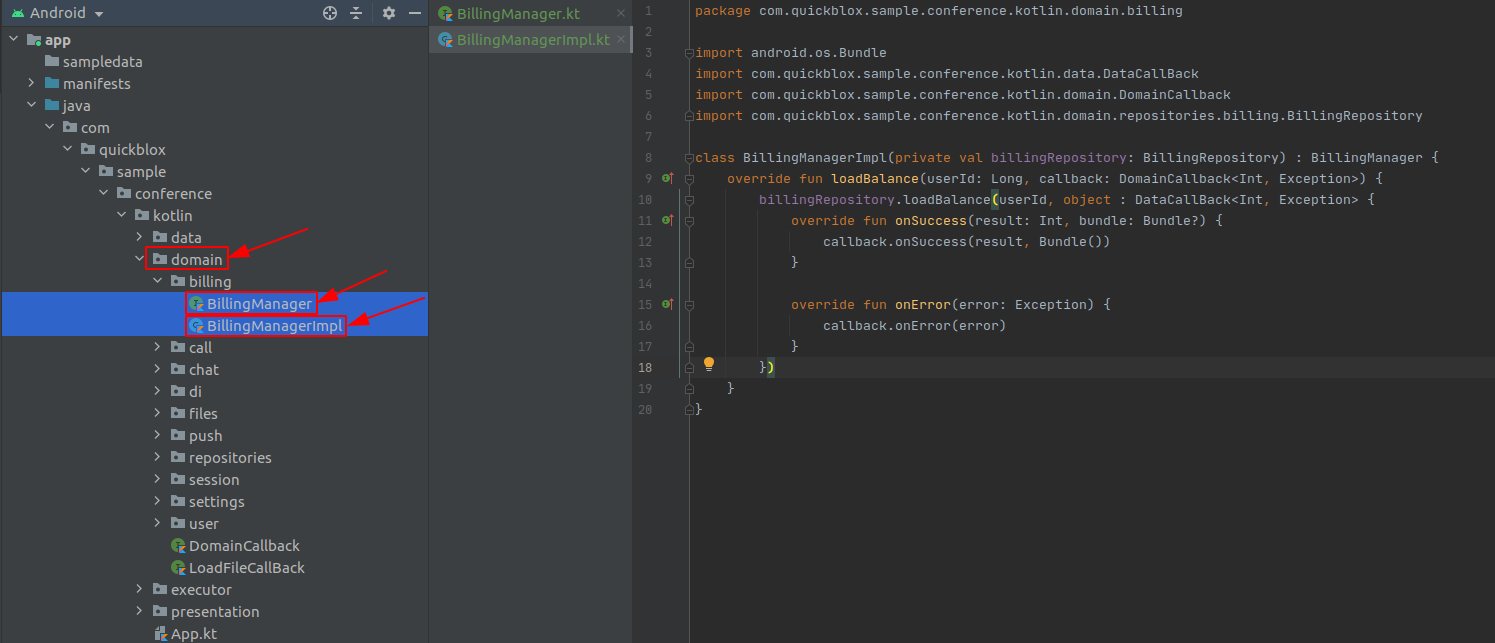 Android
app
sampledata
manifests
java
com
quickblox
sample
conference
kotlin
data
domain
billing
BillingManager
BillingManagerImpl
call
chat
di
files
push
repositories
session
settings
user
DomainCallback
LoadFileCallBack
executor
presentation
App.kt
BillingManager.kt
BillingManagerImpl.kt
1 package com.quickblox.sample.conference.kotlin.domain.billing
2
3 import android.os.Bundle
4 import com.quickblox.sample.conference.kotlin.data.DataCallBack
5 import com.quickblox.sample.conference.kotlin.domain.DomainCallback
6 import com.quickblox.sample.conference.kotlin.domain.repositories.billing.BillingRepository
7
8 class BillingManagerImpl(private val billingRepository: BillingRepository) : BillingManager {
9 override fun loadBalance(userId: Long, callback: DomainCallback<Int, Exception>) {
10 billingRepository.loadBalance(userId, object : DataCallBack<Int, Exception> {
11 override fun onSuccess(result: Int, bundle: Bundle?) {
12 callback.onSuccess(result, Bundle())
13 }
14
15 override fun onError(error: Exception) {
16 callback.onError(error)
17 }
18 })
19 }
20 }